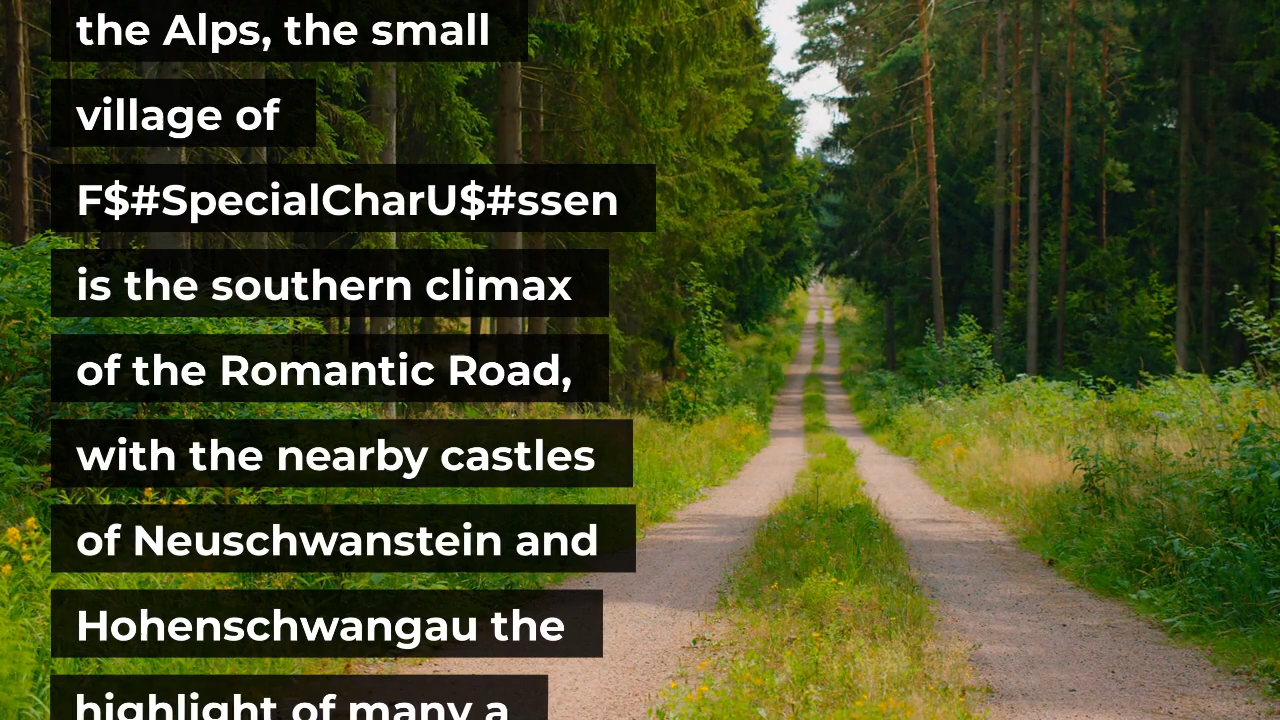 the Alps, the small
village of
F$#SpecialCharU$#ssen
is the southern climax
of the Romantic Road,
with the nearby castles
of Neuschwanstein and
Hohenschwangau the
highlight of many a